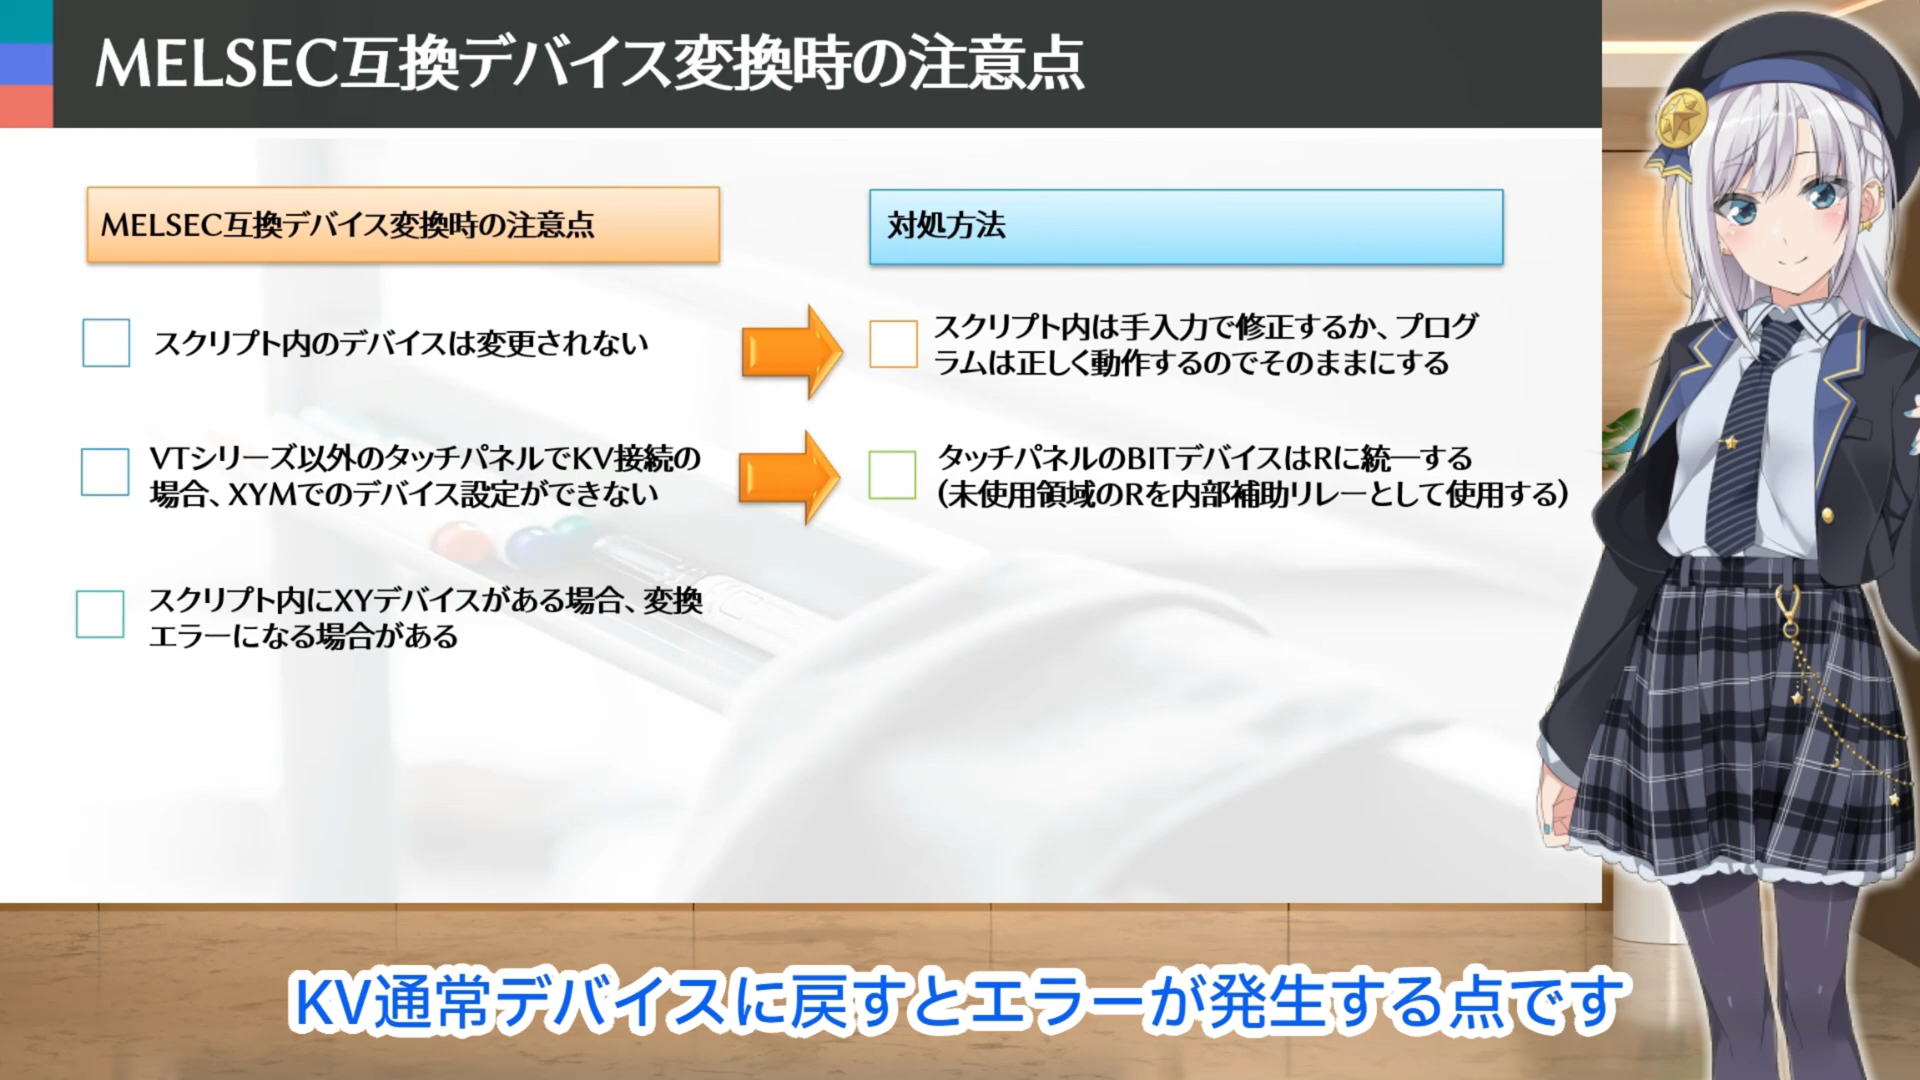 MELSEC互換デバイス変換時の注意点
MELSEC互換デバイス変換時の注意点
対処方法
スクリプト内のデバイスは変更されない
スクリプト内は手入力で修正するか、プログ
ラムは正しく動作するのでそのままにする
VTシリーズ以外のタッチパネルでKV接続の
場合、XYMでのデバイス設定ができない
タッチパネルのBITデバイスはRに統一する
(未使用領域のRを内部補助リレーとして使用する)
スクリプト内にXYデバイスがある場合、変換
エラーになる場合がある
KV通常デバイスに戻すとエラーが発生する点です